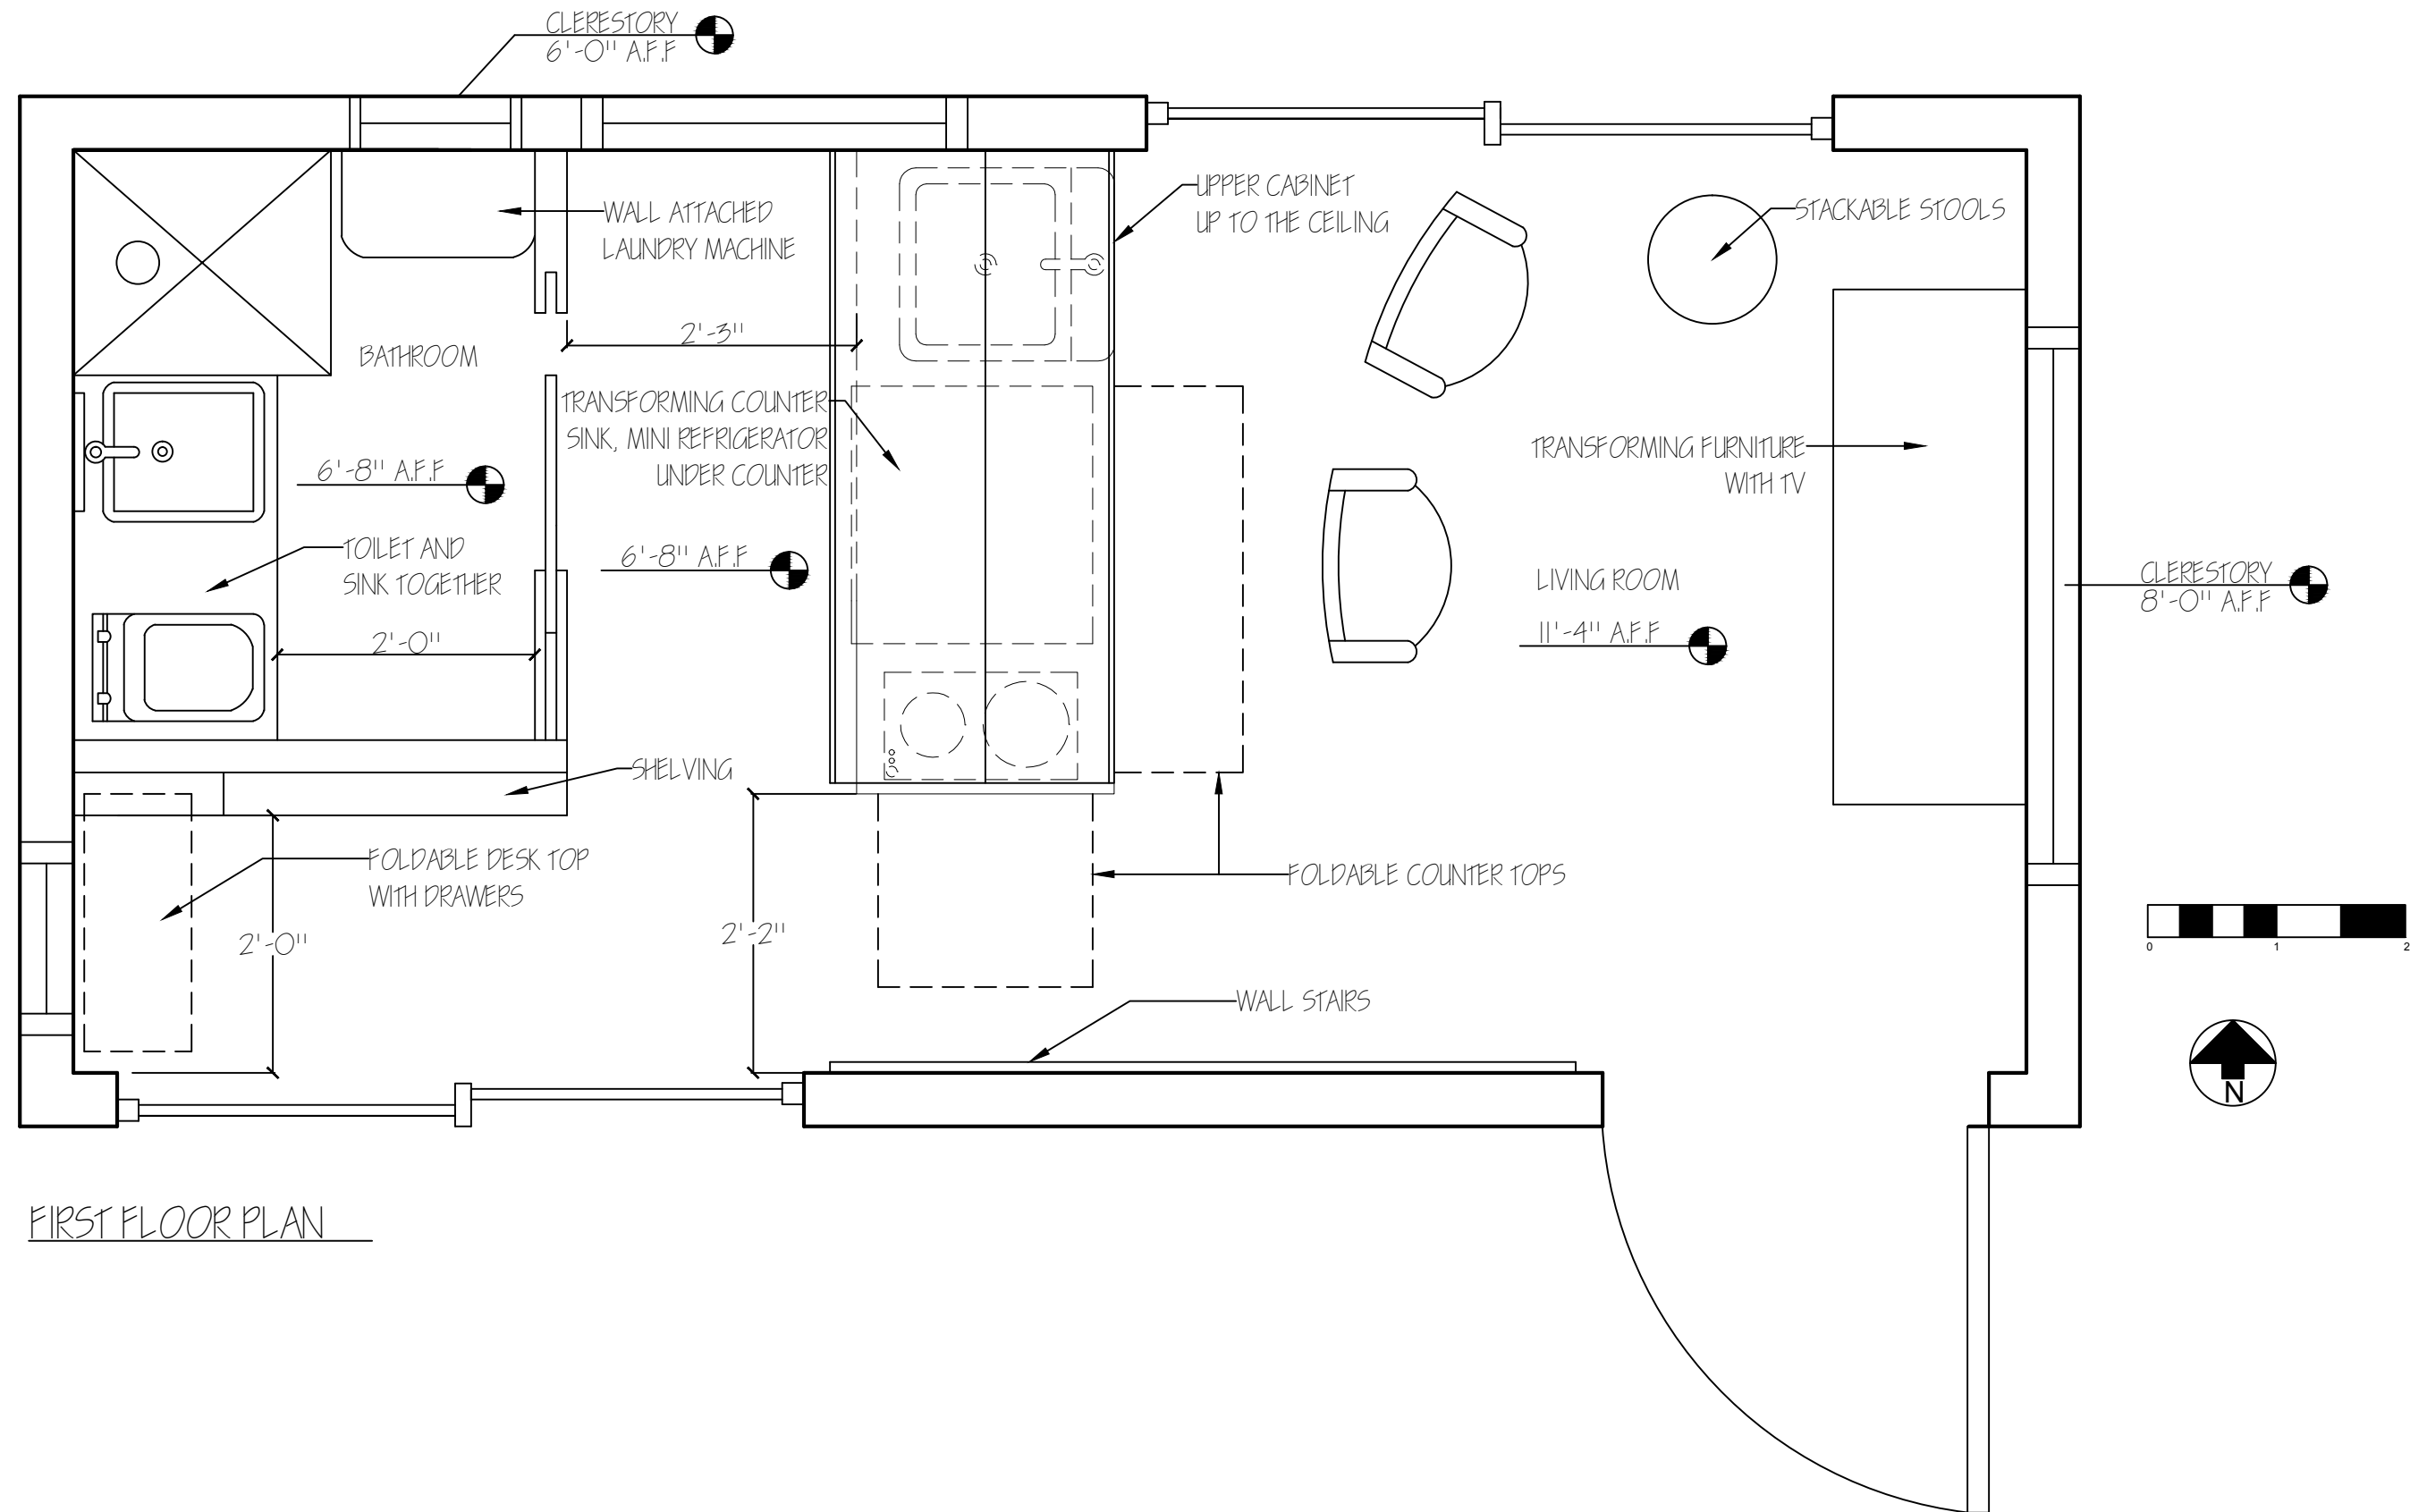 CLERESTORY
6'-0" A.F.F
WALL ATTACHED
LAUNDRY MACHINE
UPPER CABINET
UP TO THE CEILING
STACKABLE STOOLS
BATHROOM
2'-3"
TRANSFORMING COUNTER
SINK, MINI REFRIGERATOR
UNDER COUNTER
6'-8" A.F.F
TRANSFORMING FURNITURE
WITH TV
TOILET AND
SINK TOGETHER
6'-8" A.F.F
LIVING ROOM
11'-4" A.F.F
CLERESTORY
8'-0" A.F.F
2'-0"
SHELVING
FOLDABLE DESK TOP
WITH DRAWERS
FOLDABLE COUNTER TOPS
2'-0"
2'-2"
0 1 2
WALL STAIRS
N
FIRST FLOOR PLAN